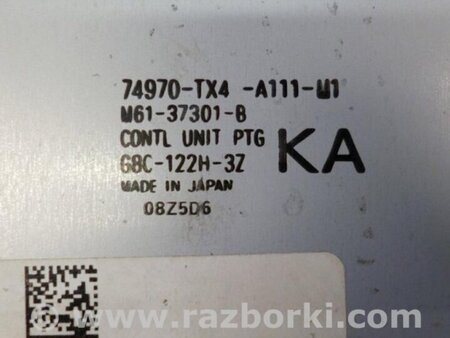 74970-TX4 -A111-M1
M61-37301-B
CONTL UNIT PTG KA
G8C-122H-3Z
MADE IN JAPAN
08Z5D6
www.razborki.com